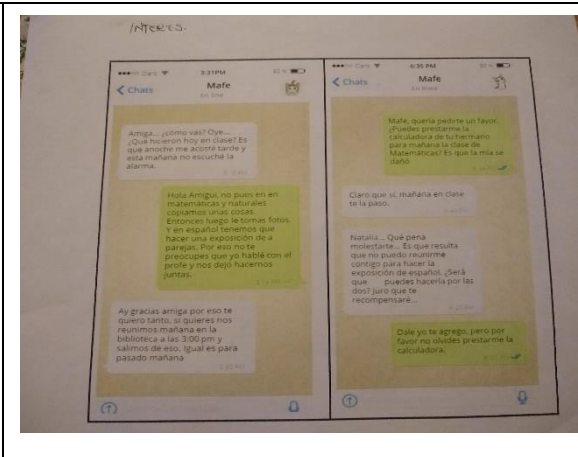 INTERES.
Claro
3:31PM
Chats
Mafe
Amiga... ¿cómo vas? Oye...
¿Qué hicieron hoy en clase? Es
que anoche me acosté tarde y
esta mañana no escuché la
alarma.
Hola Amigui, no pues en en
matemáticas y naturales
copiamos unas cosas.
Entonces luego le tomas fotos.
Y en español tenemos que
hacer una exposición de a
parejas. Por eso no te
preocupes que yo hablé con el
profe y nos dejó hacernos
juntas.
Ay gracias amiga por eso te
quiero tanto, si quieres nos
reunimos mañana en la
biblioteca a las 3:00 pm y
salimos de eso. Igual es para
pasado mañana
Claro
4:35 PM
Chats
Mafe
Mafe, quería pedirte un favor.
¿Puedes prestarme la
calculadora de tu hermano
para mañana la clase de
Matemáticas? Es que la mía se
dañó
Claro que si, mañana en clase
te la paso.
Natalia... Qué pena
molestarte... Es que resulta
que no puedo reunirme
contigo para hacer la
exposición de español. ¿Será
que puedes hacerla por las
dos? Juro que te
recompensaré...
Dale yo te agrego, pero por
favor no olvides prestarme la
calculadora.